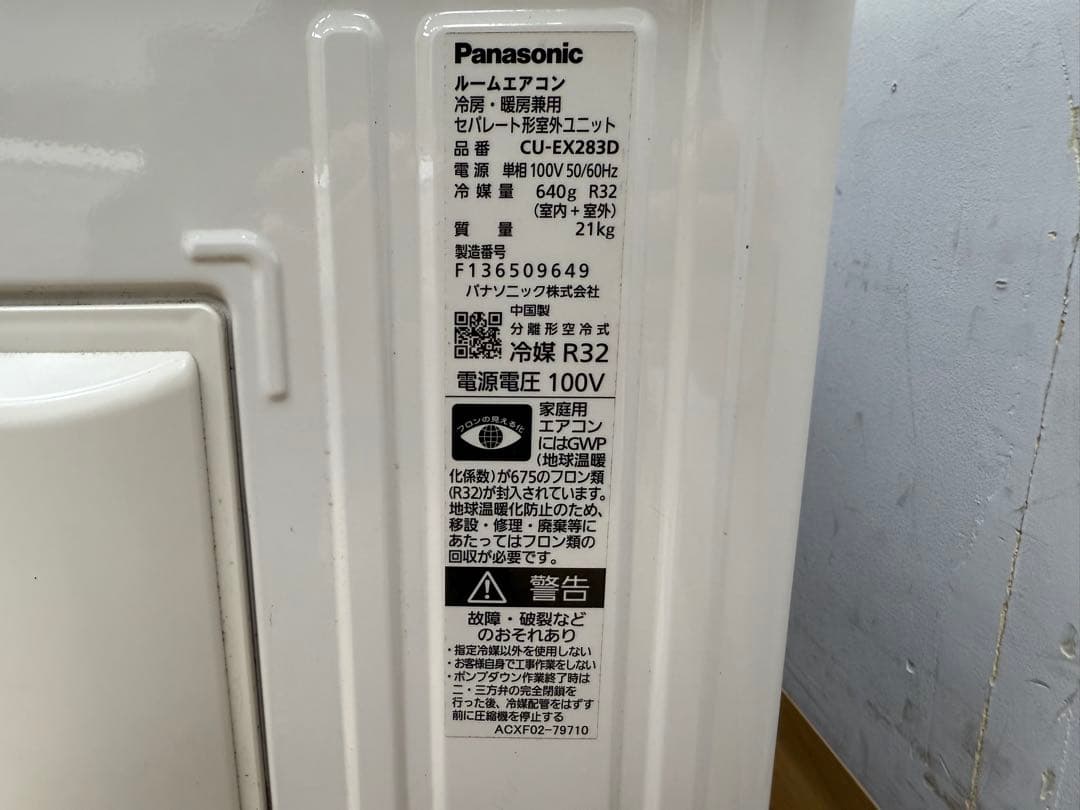 Panasonic
ルームエアコン
冷房・暖房兼用
セパレート形室外ユニット
品番 CU-EX283D
電源 単相100V 50/60Hz
冷媒量 640g R32
(室内+室外)
質量 21kg
製造番号
F136509649
パナソニック株式会社
中国製
分離形空冷式
冷媒 R32
電源電圧 100V
フロンの見える化
家庭用
エアコン
にはGWP
(地球温暖
化係数)が675のフロン類
(R32)が封入されています。
地球温暖化防止のため、
移設・修理・廃棄等に
あたってはフロン類の
回収が必要です。
警告
故障・破裂など
のおそれあり
・指定冷媒以外を使用しない
・お客様自身で工事作業をしない
・ポンプダウン作業終了時は
二・三方弁の完全閉鎖を
行った後、冷媒配管をはずす
前に圧縮機を停止する
ACXF02-79710